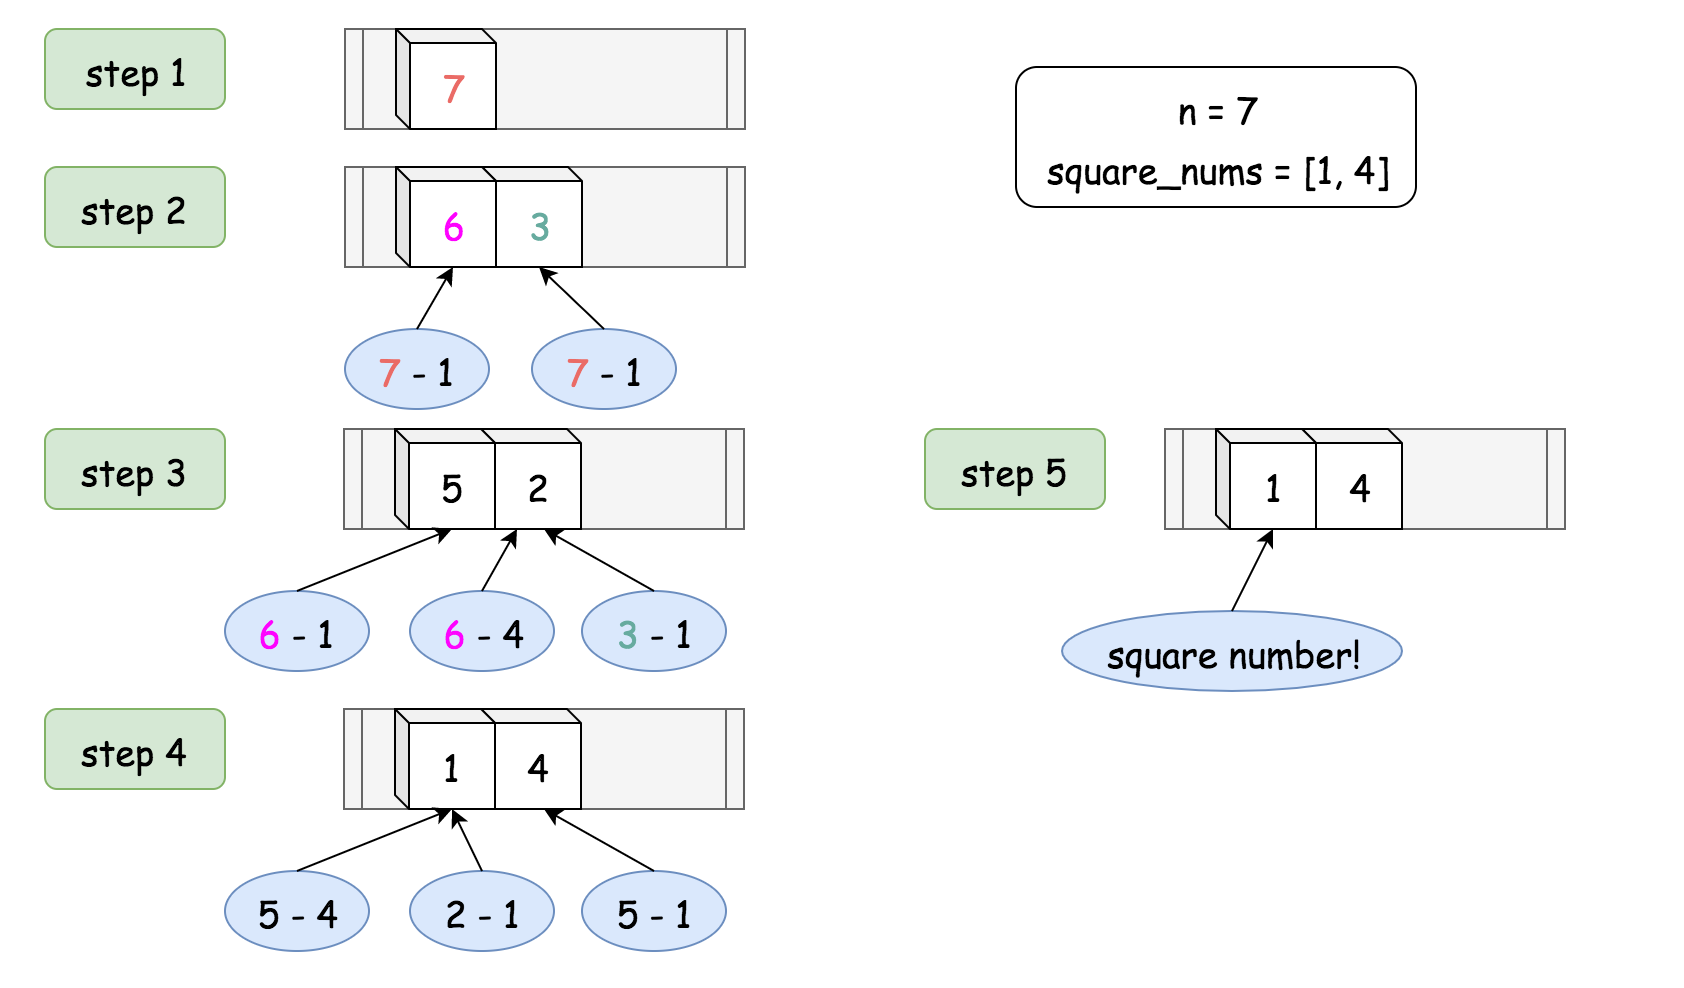 step 1
7
n = 7
square_nums = [1, 4]
step 2
6 3
7 - 1 7 - 1
step 3
5 2
6 - 1 6 - 4 3 - 1
step 4
1 4
5 - 4 2 - 1 5 - 1
step 5
1 4
square number!